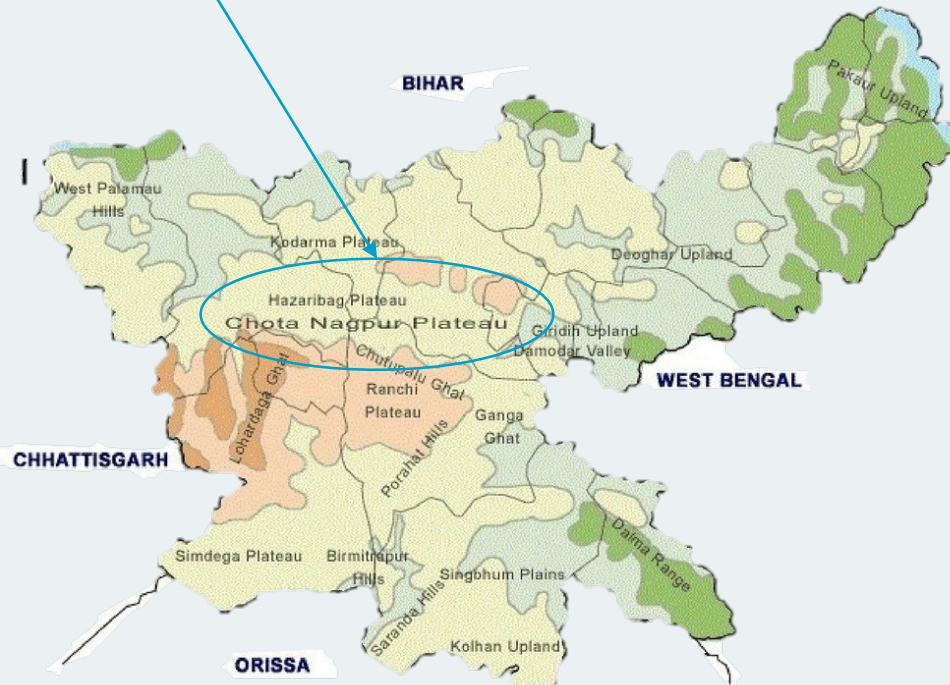 BIHAR
Pakaur Upland
West Palamau
Hills
Kodarma Plateau
Deoghar Upland
Hazaribag Plateau
Chota Nagpur Plateau
Giridih Upland
Damodar Valley
Chutupalu Ghat
Lohardaga Ghat
Ranchi
Plateau
WEST BENGAL
Ganga
Ghat
Porahat Hills
CHHATTISGARH
Dalma Range
Simdega Plateau
Birmitrapur
Hills
Singbhum Plains
Saranda Hills
Kolhan Upland
ORISSA